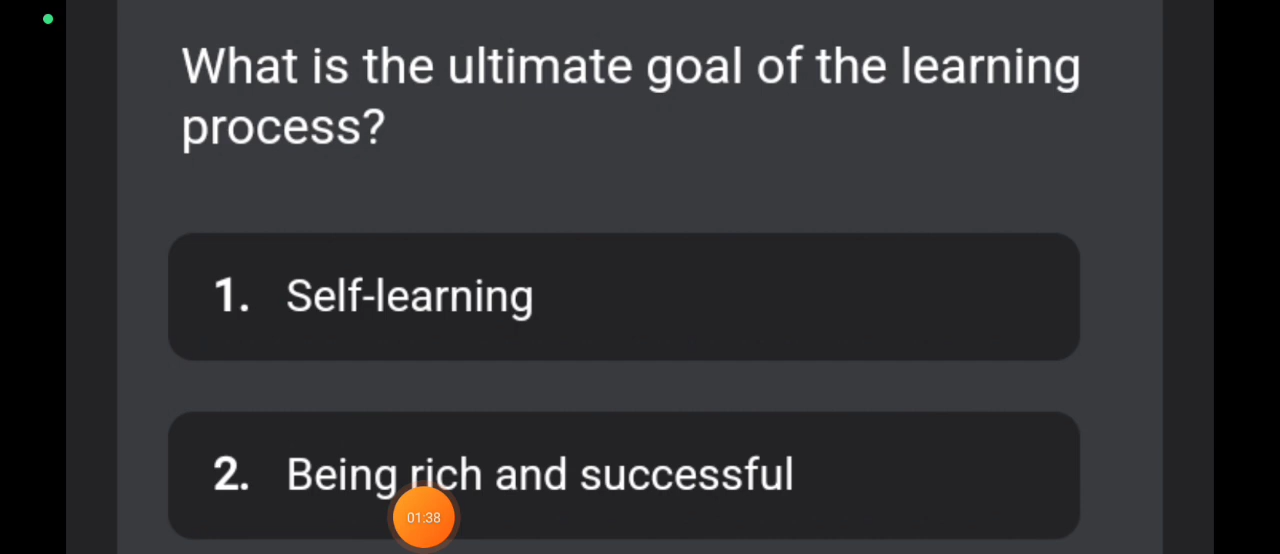 What is the ultimate goal of the learning
process?
1. Self-learning
2. Being rich and successful
01:38